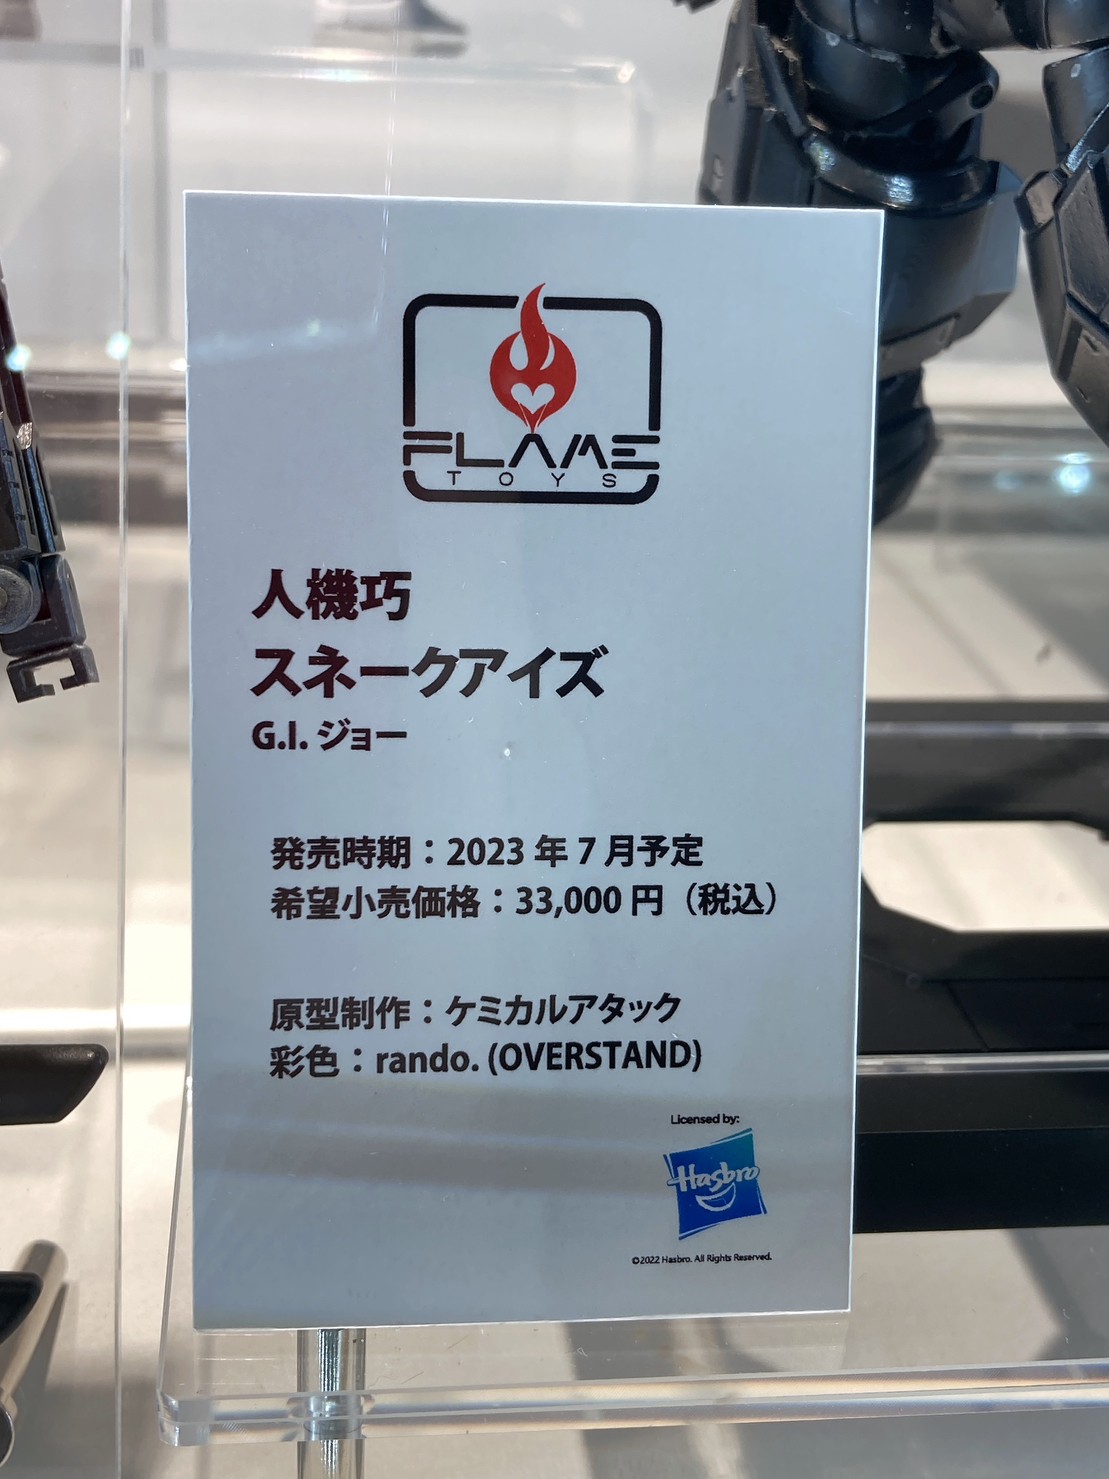 FLAME
TOYS
人機巧
スネークアイズ
G.I. ジョー
発売時期：2023 年 7 月予定
希望小売価格：33,000 円（税込）
原型制作：ケミカルアタック
彩色：rando. (OVERSTAND)
Licensed by:
Hasbro
©2022 Hasbro. All Rights Reserved.